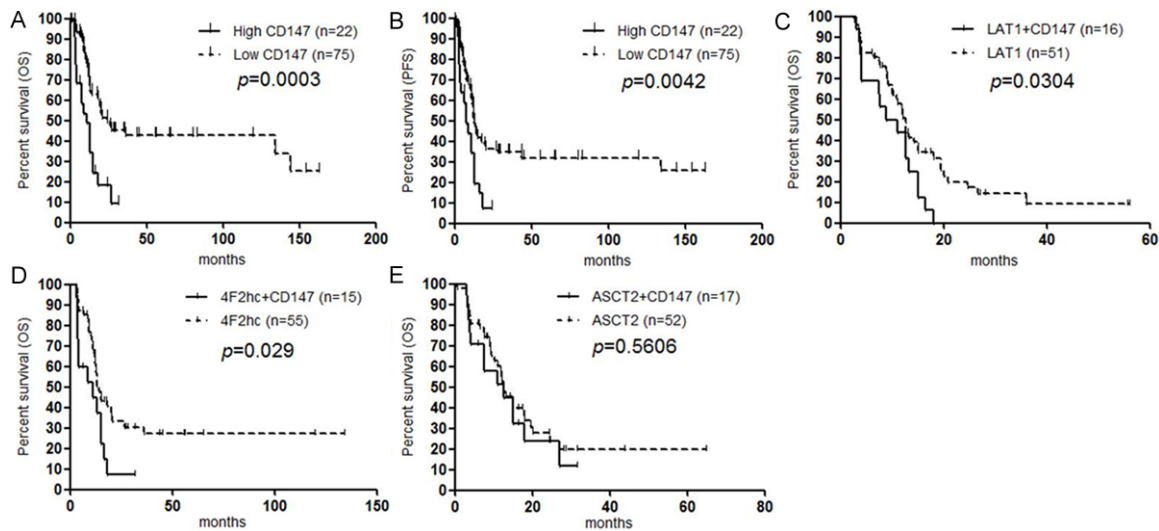 A
Percent survival (OS)
100
90
80
70
60
50
40
30
20
10
0
High CD147 (n=22)
Low CD147 (n=75)
p=0.0003
0 50 100 150 200
months
B
Percent survival (PFS)
100
90
80
70
60
50
40
30
20
10
0
High CD147 (n=22)
Low CD147 (n=75)
p=0.0042
0 50 100 150 200
months
C
Percent survival (OS)
100
90
80
70
60
50
40
30
20
10
0
LAT1+CD147 (n=16)
LAT1 (n=51)
p=0.0304
0 20 40 60
months
D
Percent survival (OS)
100
90
80
70
60
50
40
30
20
10
0
4F2hc+CD147 (n=15)
4F2hc (n=55)
p=0.029
0 50 100 150
months
E
Percent survival (OS)
100
90
80
70
60
50
40
30
20
10
0
ASCT2+CD147 (n=17)
ASCT2 (n=52)
p=0.5606
0 20 40 60 80
months